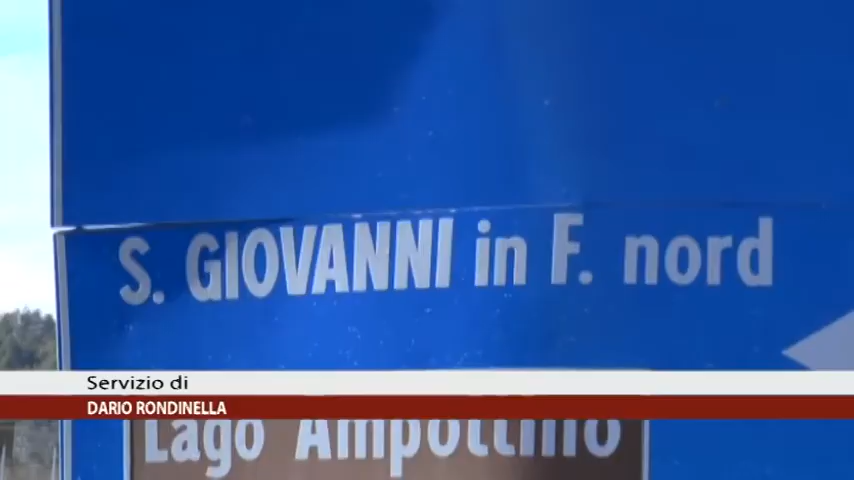 S. GIOVANNI in F. nord
Servizio di
DARIO RONDINELLA
Lago Ampollino